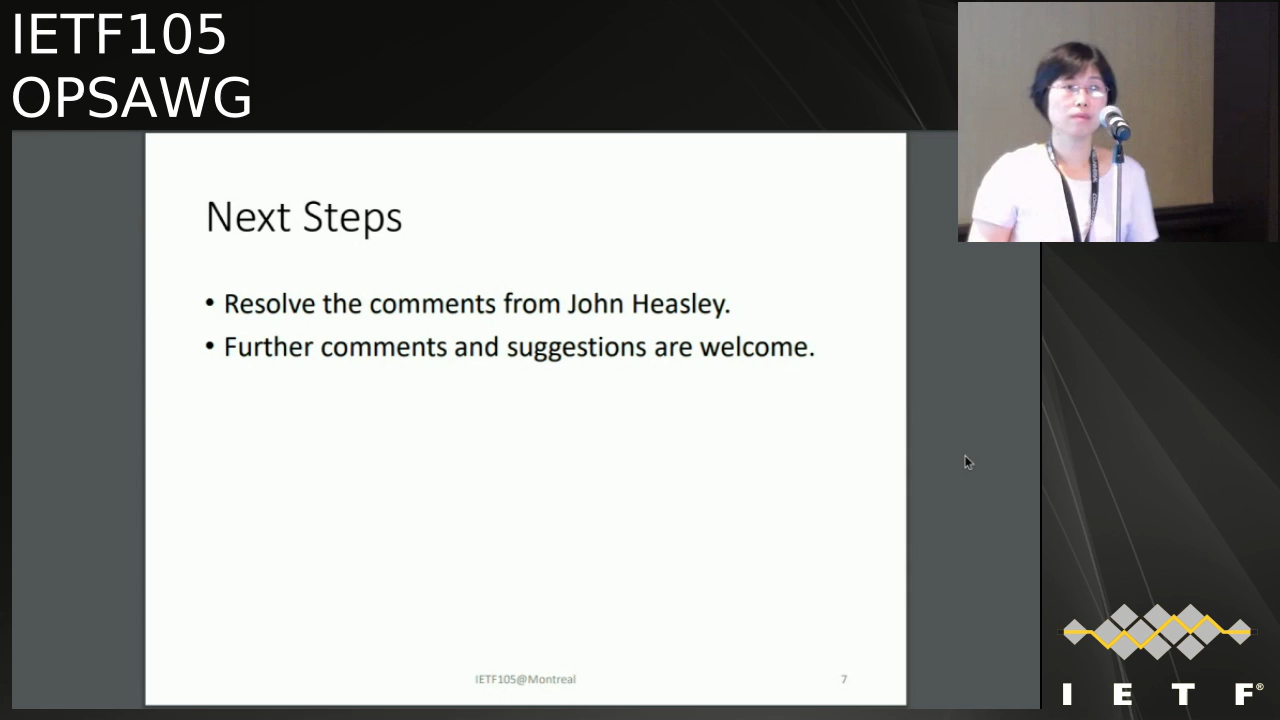 IETF105
OPSAWG
Next Steps
• Resolve the comments from John Heasley.
• Further comments and suggestions are welcome.
IETF105@Montreal
7
I E T F®